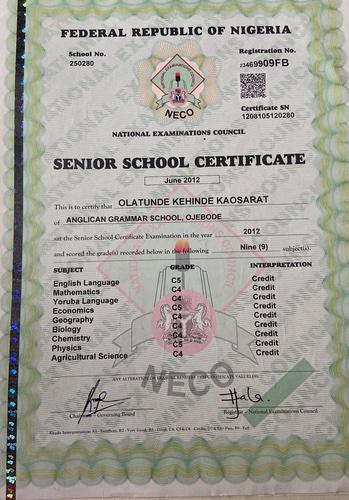 FEDERAL REPUBLIC OF NIGERIA
School No.
250280
Registration No.
23469909FB
NECO
Certificate SN
1208105120280
NATIONAL EXAMINATIONS COUNCIL
SENIOR SCHOOL CERTIFICATE
June 2012
This is to certify that OLATUNDE KEHINDE KAOSARAT
of ANGLICAN GRAMMAR SCHOOL, OJEBODE
sat the Senior School Certificate Examination in the year 2012
and scored the grade(s) recorded below in the following Nine (9) subject(s).
SUBJECT GRADE INTERPRETATION
English Language C5 Credit
Mathematics C4 Credit
Yoruba Language C4 Credit
Economics C5 Credit
Geography C4 Credit
Biology C4 Credit
Chemistry C4 Credit
Physics C5 Credit
Agricultural Science C4 Credit
NECO
ANY ALTERATION OR ERASURE RENDERS THIS CERTIFICATE VALUELESS
Chairman - Governing Board
Registrar - National Examinations Council